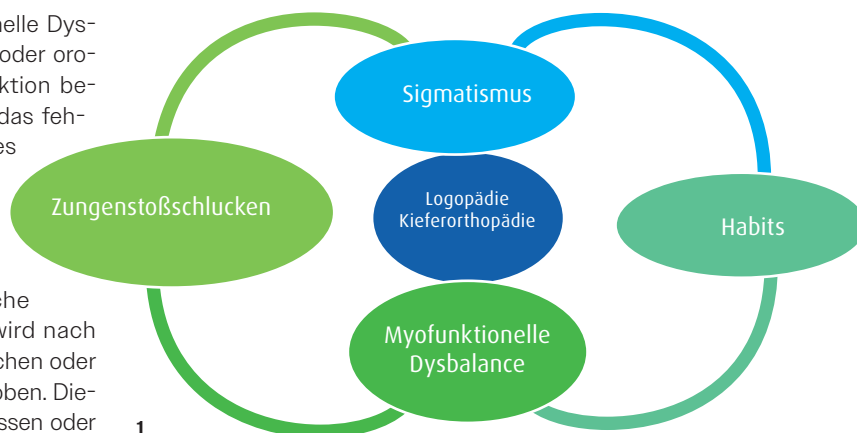 nelle Dys-
oder oro-
ktion be-
das feh-
es
che
wird nach
chen oder
oben. Die-
ssen oder
1
Sigmatismus
Zungenstoßschlucken
Logopädie
Kieferorthopädie
Habits
Myofunktionelle
Dysbalance